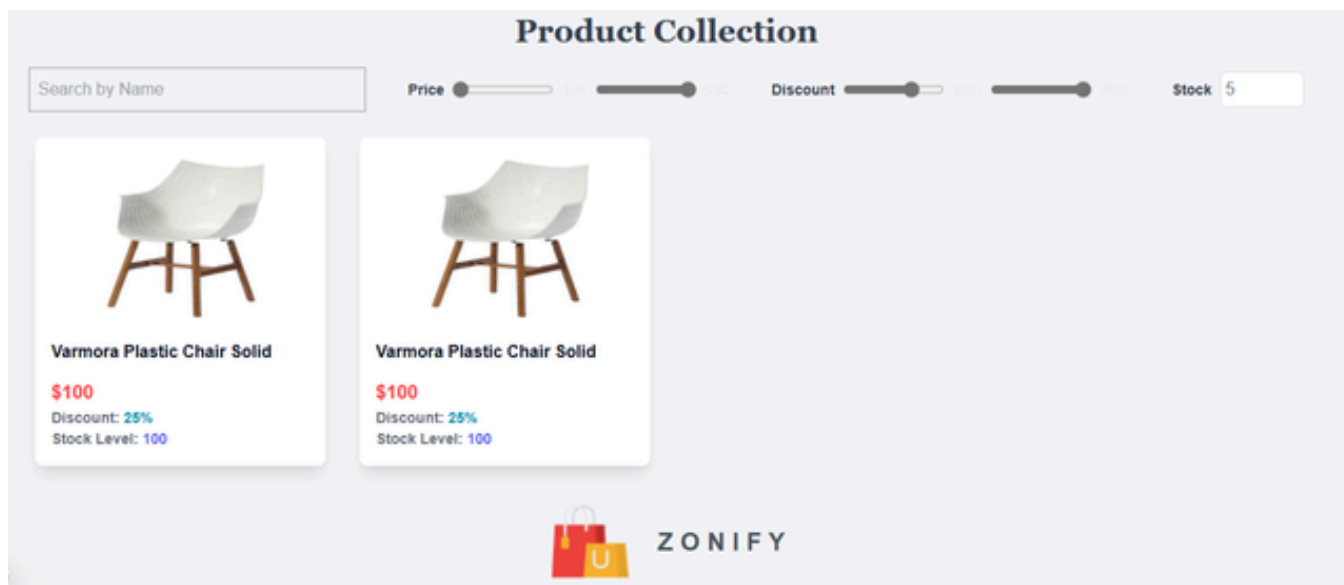 Product Collection
Search by Name
Price
Discount
Stock 5
Varmora Plastic Chair Solid
$100
Discount: 25%
Stock Level: 100
Varmora Plastic Chair Solid
$100
Discount: 25%
Stock Level: 100
U
ZONIFY